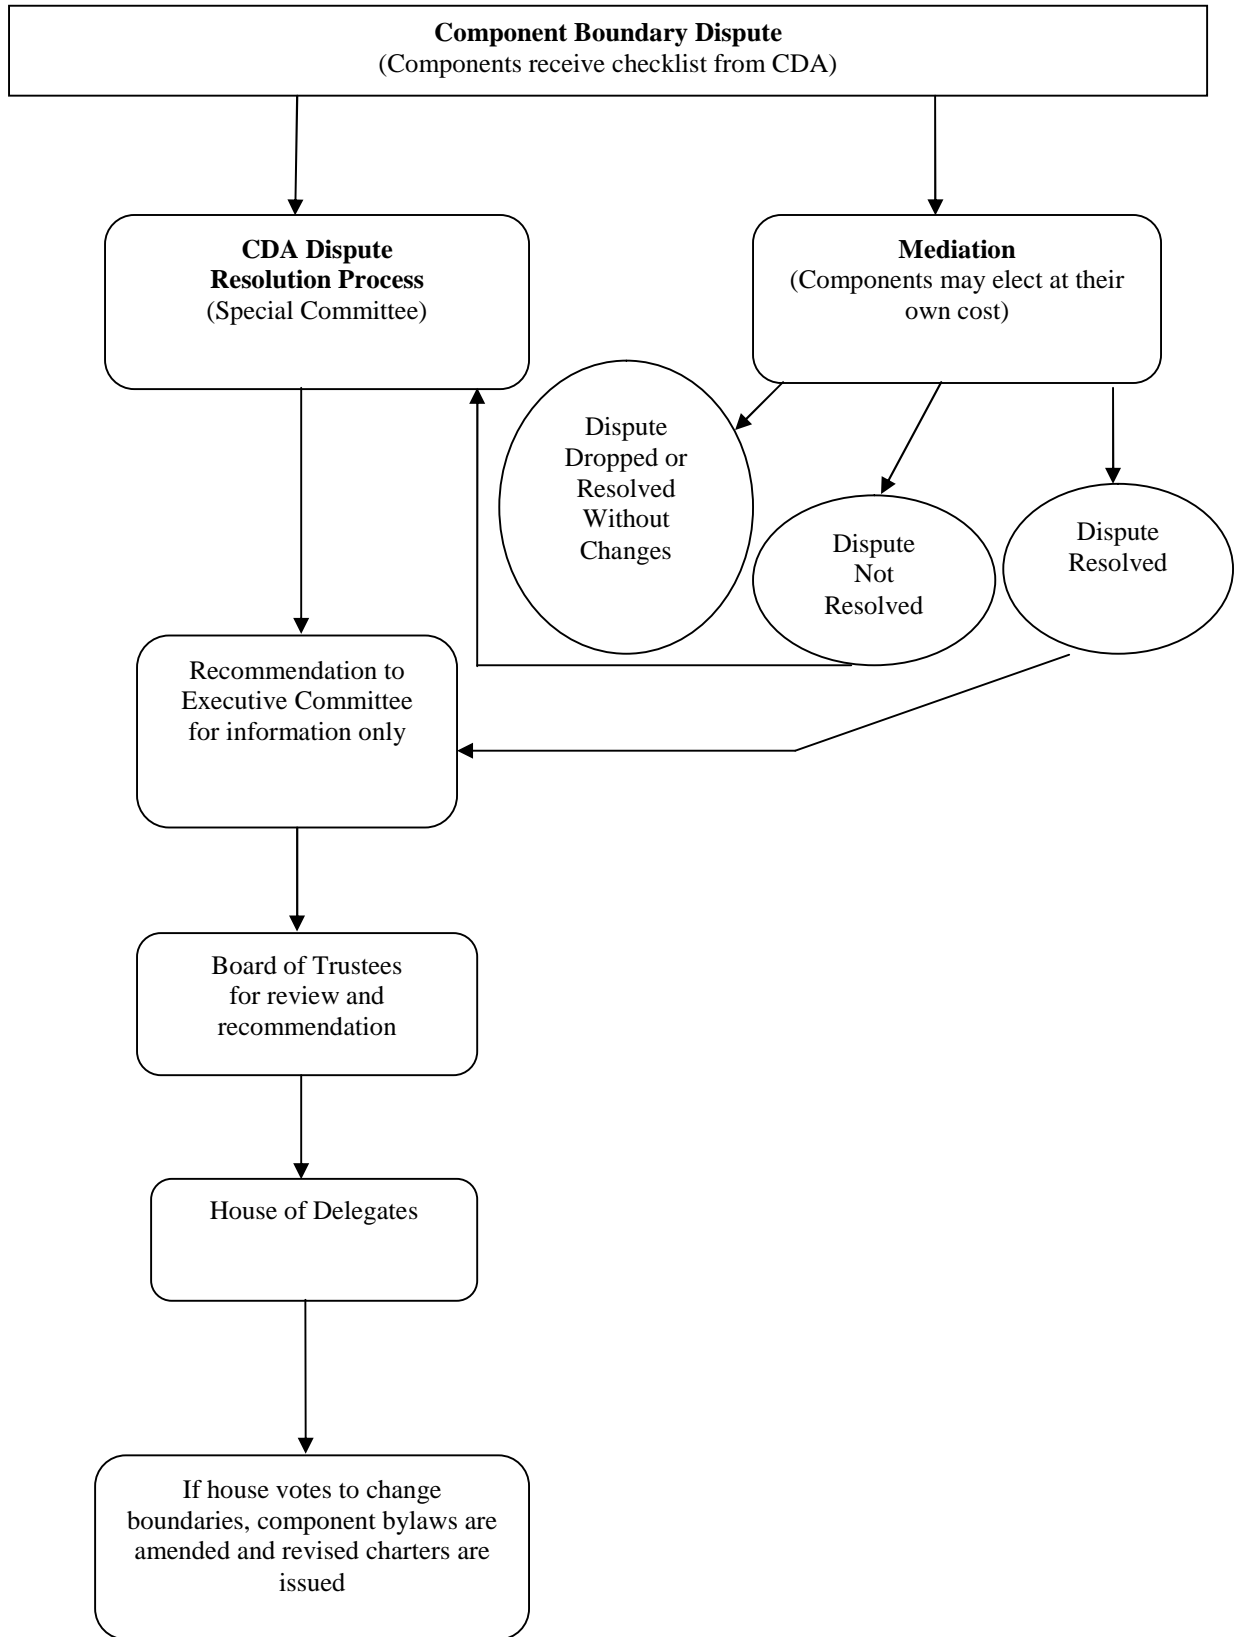 Component Boundary Dispute
(Components receive checklist from CDA)
CDA Dispute
Resolution Process
(Special Committee)
Mediation
(Components may elect at their
own cost)
Dispute
Dropped or
Resolved
Without
Changes
Dispute
Not
Resolved
Dispute
Resolved
Recommendation to
Executive Committee
for information only
Board of Trustees
for review and
recommendation
House of Delegates
If house votes to change
boundaries, component bylaws are
amended and revised charters are
issued